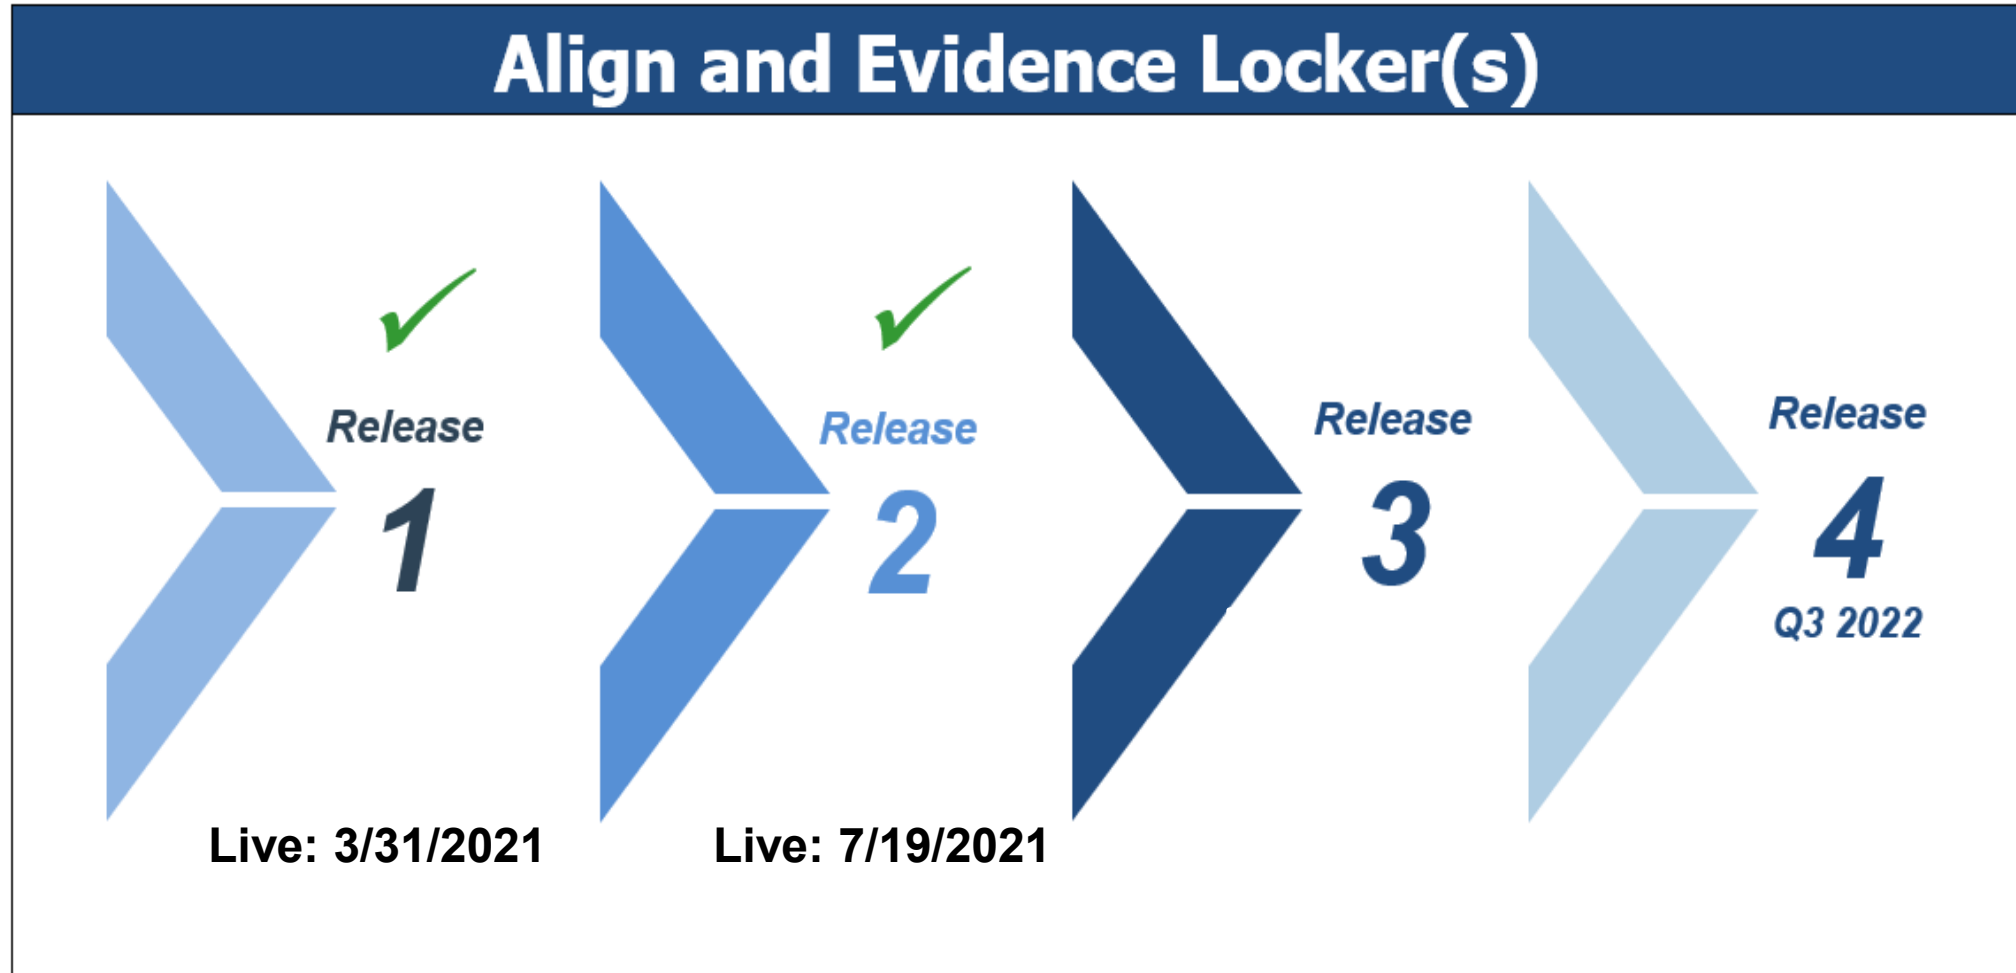 Align and Evidence Locker(s)
Release
1
Live: 3/31/2021
Release
2
Live: 7/19/2021
Release
3
Release
4
Q3 2022